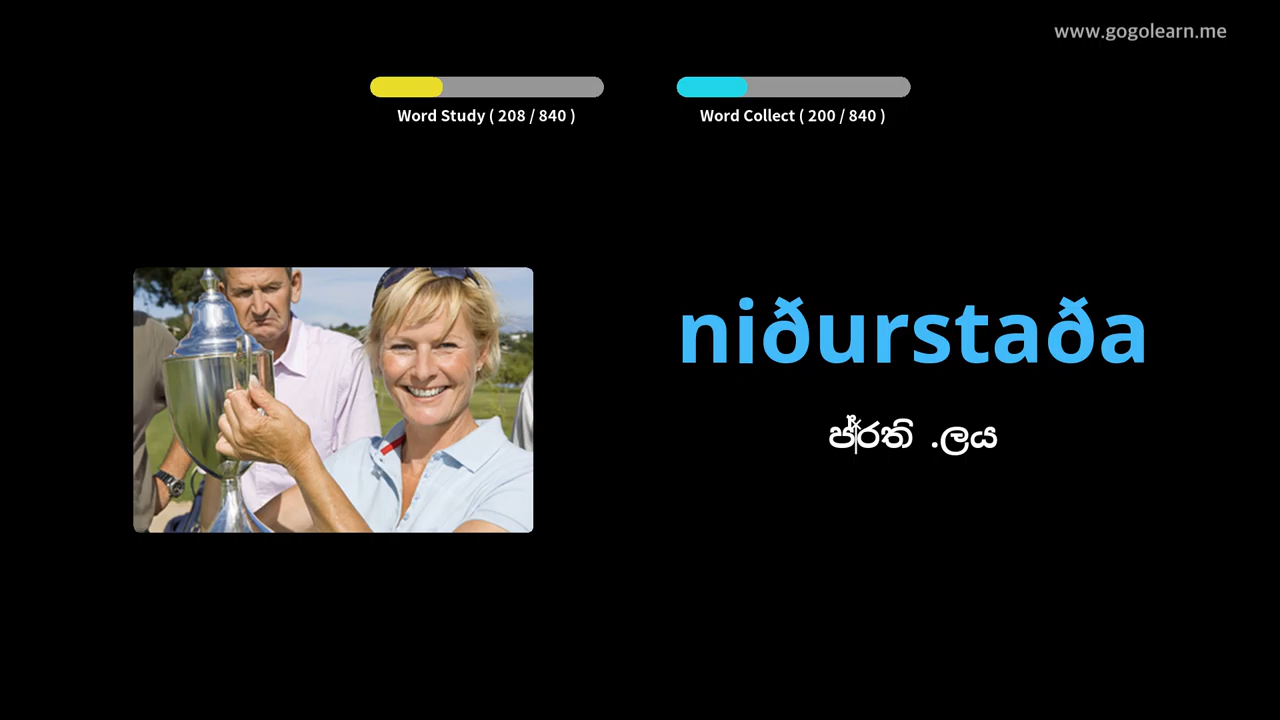 www.gogolearn.me
Word Study ( 208 / 840 )
Word Collect ( 200 / 840 )
niðurstaða
ප්‍රති .ලය